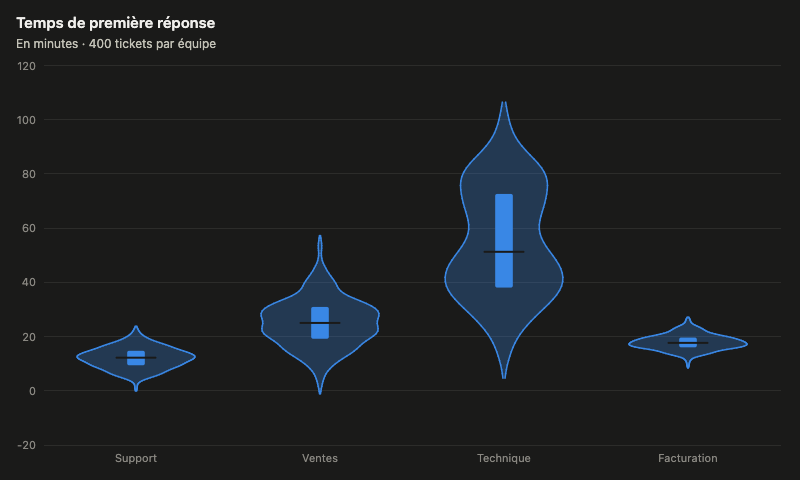 Temps de première réponse
En minutes · 400 tickets par équipe
120
100
80
60
40
20
0
-20
Support Ventes Technique Facturation